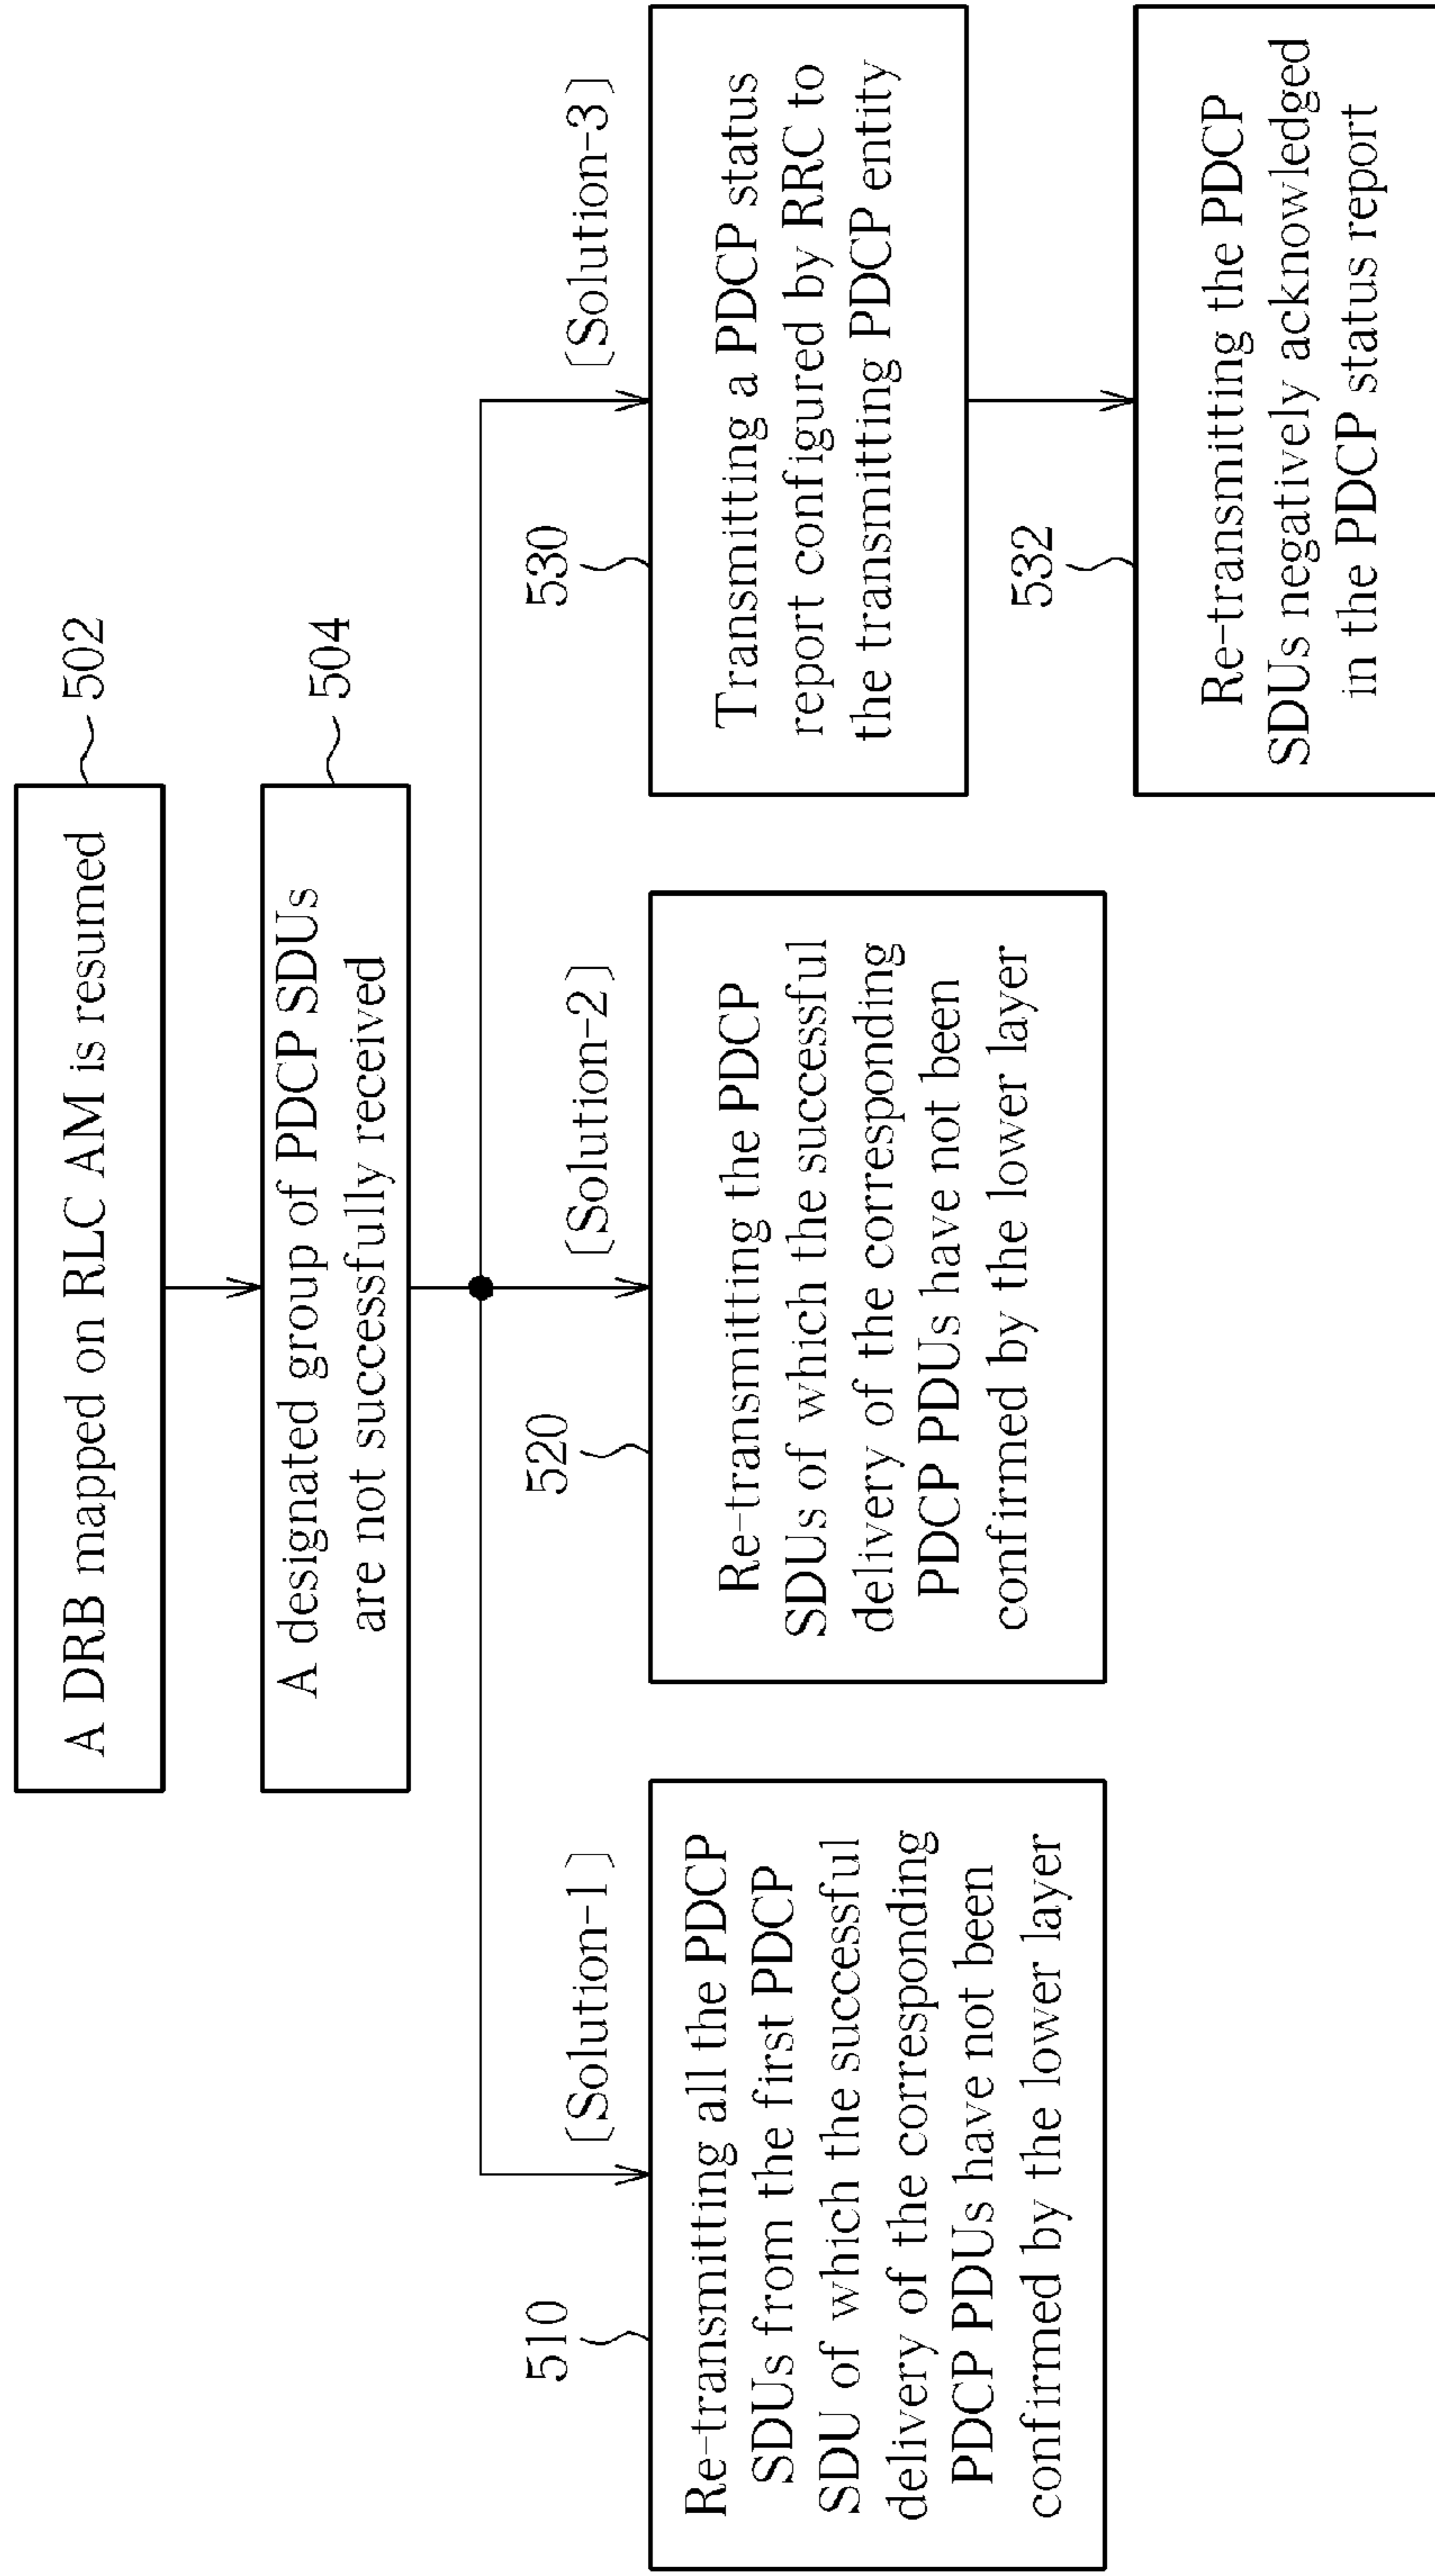 A DRB mapped on RLC AM is resumed
502
A designated group of PDCP SDUs
are not successfully received
504
[Solution-1]
510
Re-transmitting all the PDCP
SDUs from the first PDCP
SDU of which the successful
delivery of the corresponding
PDCP PDUs have not been
confirmed by the lower layer
[Solution-2]
520
Re-transmitting the PDCP
SDUs of which the successful
delivery of the corresponding
PDCP PDUs have not been
confirmed by the lower layer
[Solution-3]
530
Transmitting a PDCP status
report configured by RRC to
the transmitting PDCP entity
532
Re-transmitting the PDCP
SDUs negatively acknowledged
in the PDCP status report